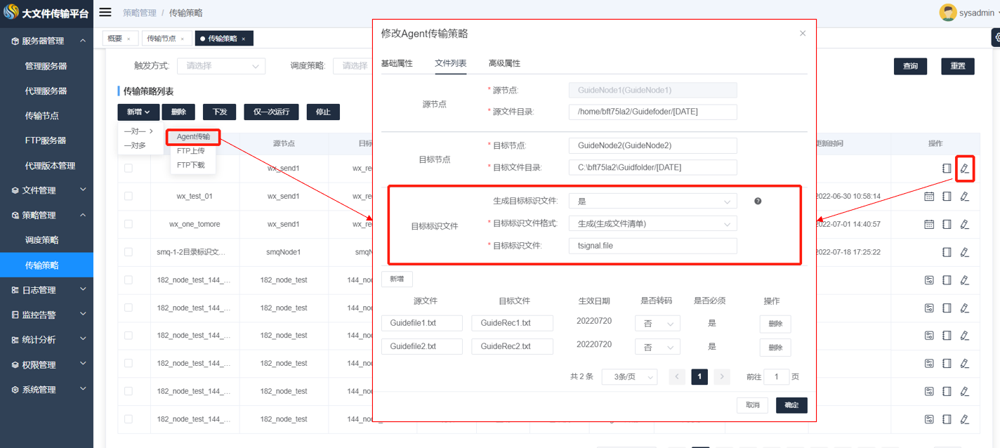 大文件传输平台
策略管理 / 传输策略
sysadmin
概要 ×
传输节点 ×
传输策略 ×
服务器管理
管理服务器
代理服务器
传输节点
FTP服务器
代理版本管理
文件管理
策略管理
调度策略
传输策略
日志管理
监控告警
统计分析
权限管理
系统管理
触发方式: 请选择 调度策略: 请选择
查询 重置
传输策略列表
新增 删除 下发 仅一次运行 停止
一对一 >
一对多
Agent传输
FTP上传
FTP下载
源节点 目标 更新时间 操作
wx_send1 wx_re
wx_test_01 wx_send1 wx_re 2022-06-30 10:58:14
wx_one_tomore wx_send1 wx_re 2022-07-01 14:40:57
smq-1-2目录标识文... smqNode1 smqN 2022-07-18 17:25:22
182_node_test_144_... 182_node_test 144_no
182_node_test_144_... 182_node_test 144_no
182_node_test_144_... 182_node_test 144_no
182_node_test_144_... 182_node_test 144_no
182_node_test_144_... 182_node_test 144_no
182_node_test_144_... 182_node_test 144_no
修改Agent传输策略 ×
基础属性 文件列表 高级属性
源节点
* 源节点: GuideNode1(GuideNode1)
* 源文件目录: /home/bft75la2/Guidefoder/[DATE]
目标节点
* 目标节点: GuideNode2(GuideNode2)
* 目标文件目录: C:\bft75la2\Guidfolder/[DATE]
目标标识文件
生成目标标识文件: 是 ?
* 目标标识文件格式: 生成(生成文件清单)
* 目标标识文件: tsignal.file
新增
源文件 目标文件 生效日期 是否转码 是否必须 操作
Guidefile1.txt GuideRec1.txt 20220720 否 是 删除
Guidefile2.txt GuideRec2.txt 20220720 否 是 删除
共 2 条 3条/页 < 1 > 前往 1 页
取消 确定